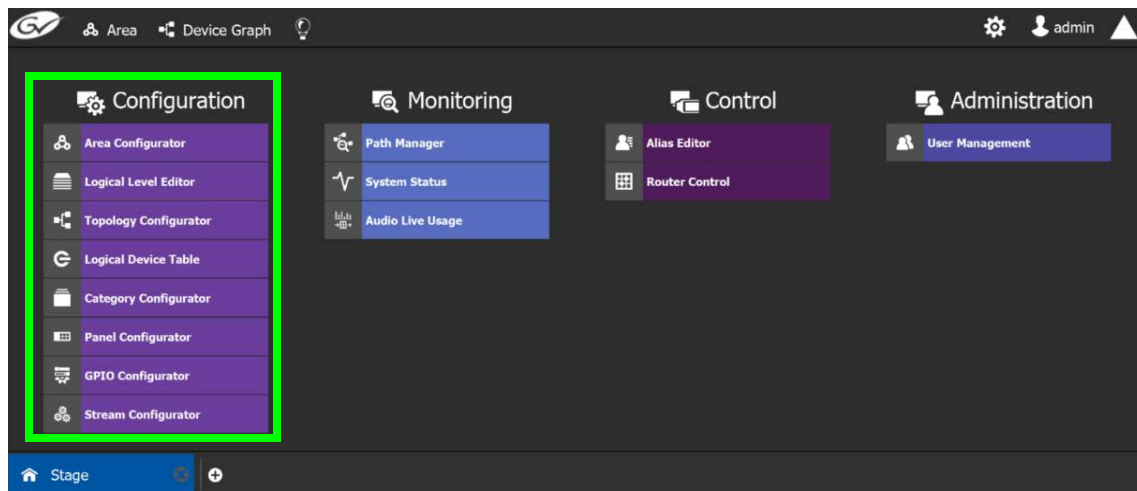 GV Area Device Graph admin
Configuration
Area Configurator
Logical Level Editor
Topology Configurator
Logical Device Table
Category Configurator
Panel Configurator
GPIO Configurator
Stream Configurator
Monitoring
Path Manager
System Status
Audio Live Usage
Control
Alias Editor
Router Control
Administration
User Management
Stage